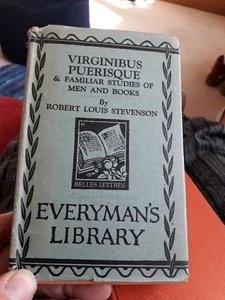 VIRGINIBUS
PUERISQUE
& FAMILIAR STUDIES OF
MEN AND BOOKS
By
ROBERT LOUIS STEVENSON
BELLES LETTRES
EVERYMAN'S
LIBRARY